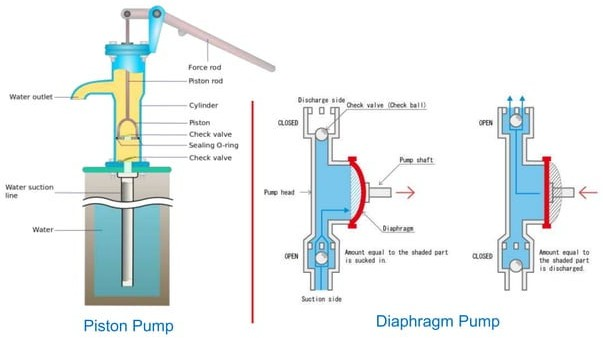 Force rod
Piston rod
Water outlet
Cylinder
Piston
Check valve
Sealing O-ring
Check valve
Water suction
line
Water
Piston Pump
Discharge side
Check valve (Check ball)
CLOSED
Pump shaft
Pump head
Diaphragm
OPEN
Amount equal to the shaded part
is sucked in.
Suction side
OPEN
CLOSED
Amount equal to
the shaded part
is discharged.
Diaphragm Pump